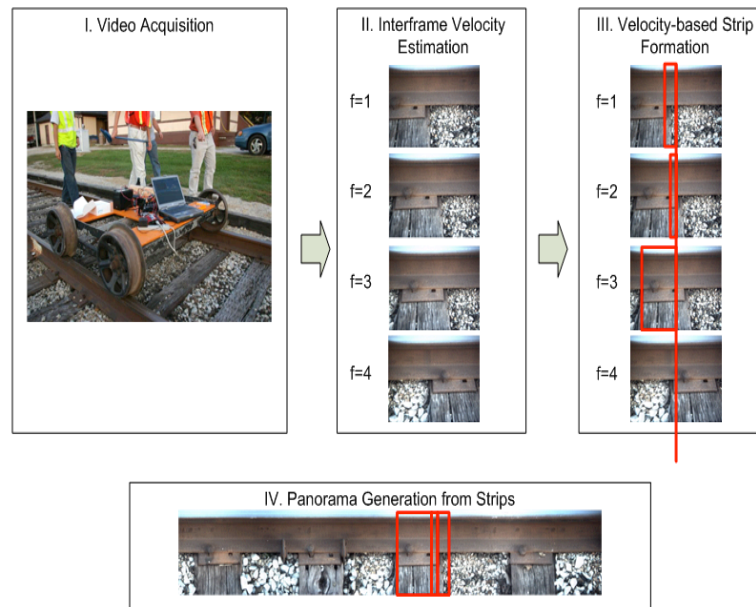 I. Video Acquisition
II. Interframe Velocity
Estimation
f=1
f=2
f=3
f=4
III. Velocity-based Strip
Formation
f=1
f=2
f=3
f=4
IV. Panorama Generation from Strips